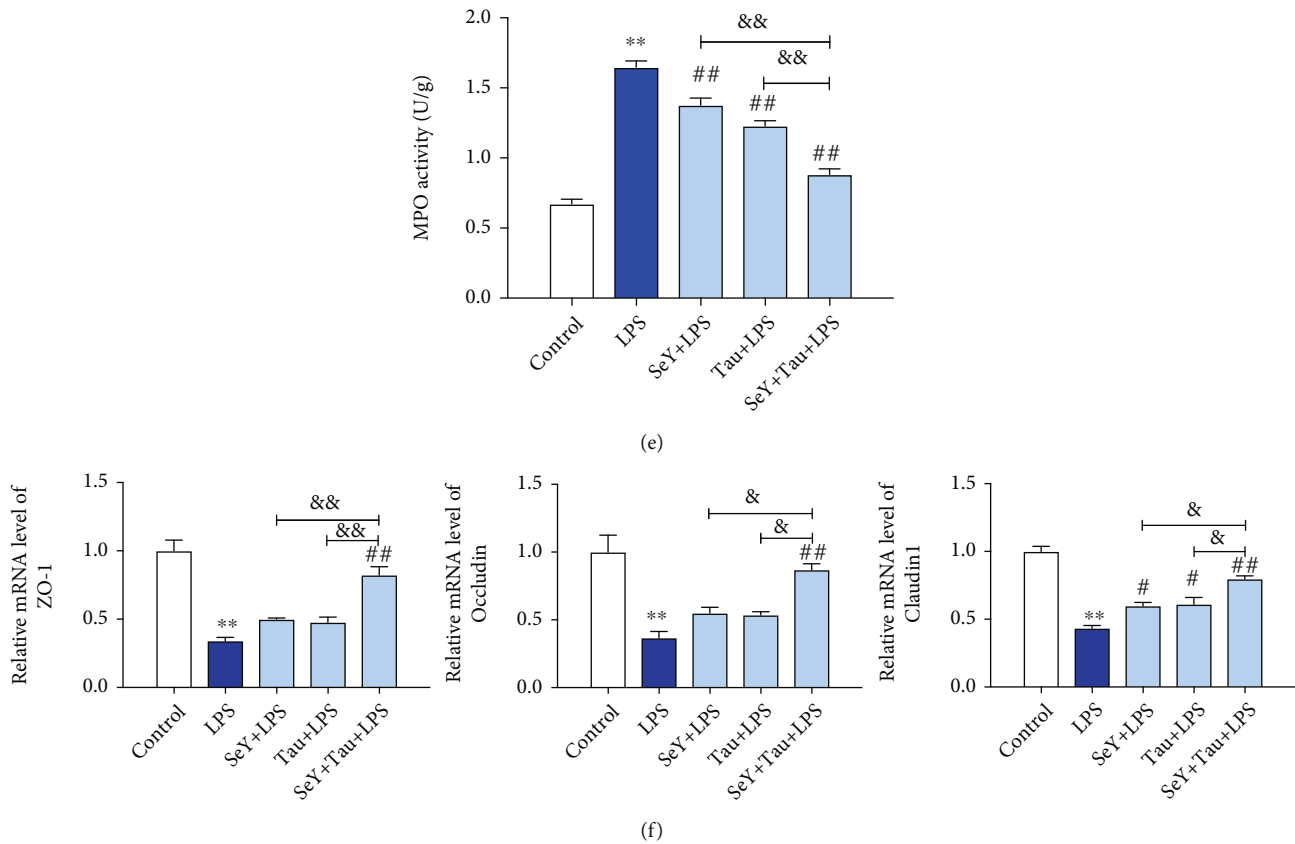 MPO activity (U/g)
2.0
1.5
1.0
0.5
0.0
**
##
##
##
&&
&&
Control
LPS
SeY+LPS
Tau+LPS
SeY+Tau+LPS
(e)
Relative mRNA level of
ZO-1
1.5
1.0
0.5
0.0
**
##
&&
&&
Control
LPS
SeY+LPS
Tau+LPS
SeY+Tau+LPS
Relative mRNA level of
Occludin
1.5
1.0
0.5
0.0
**
##
&
&
Control
LPS
SeY+LPS
Tau+LPS
SeY+Tau+LPS
Relative mRNA level of
Claudin1
1.5
1.0
0.5
0.0
**
#
#
##
&
&
Control
LPS
SeY+LPS
Tau+LPS
SeY+Tau+LPS
(f)